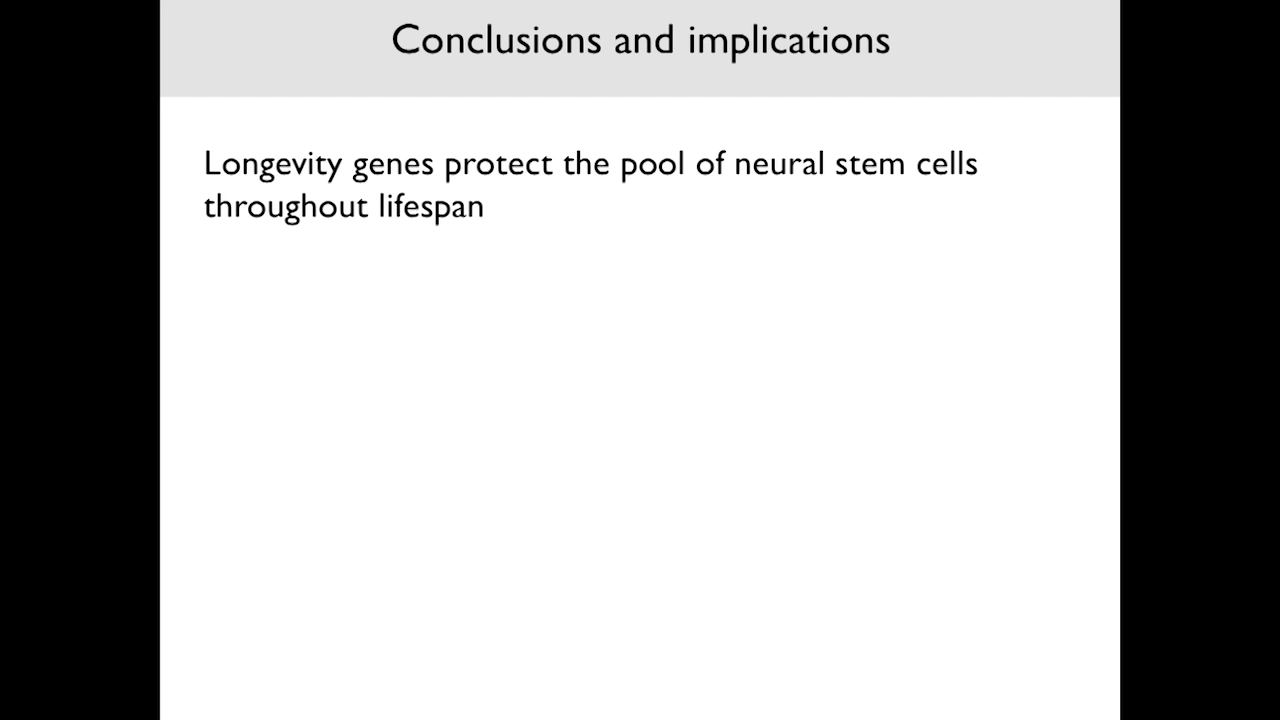 Conclusions and implications
Longevity genes protect the pool of neural stem cells
throughout lifespan